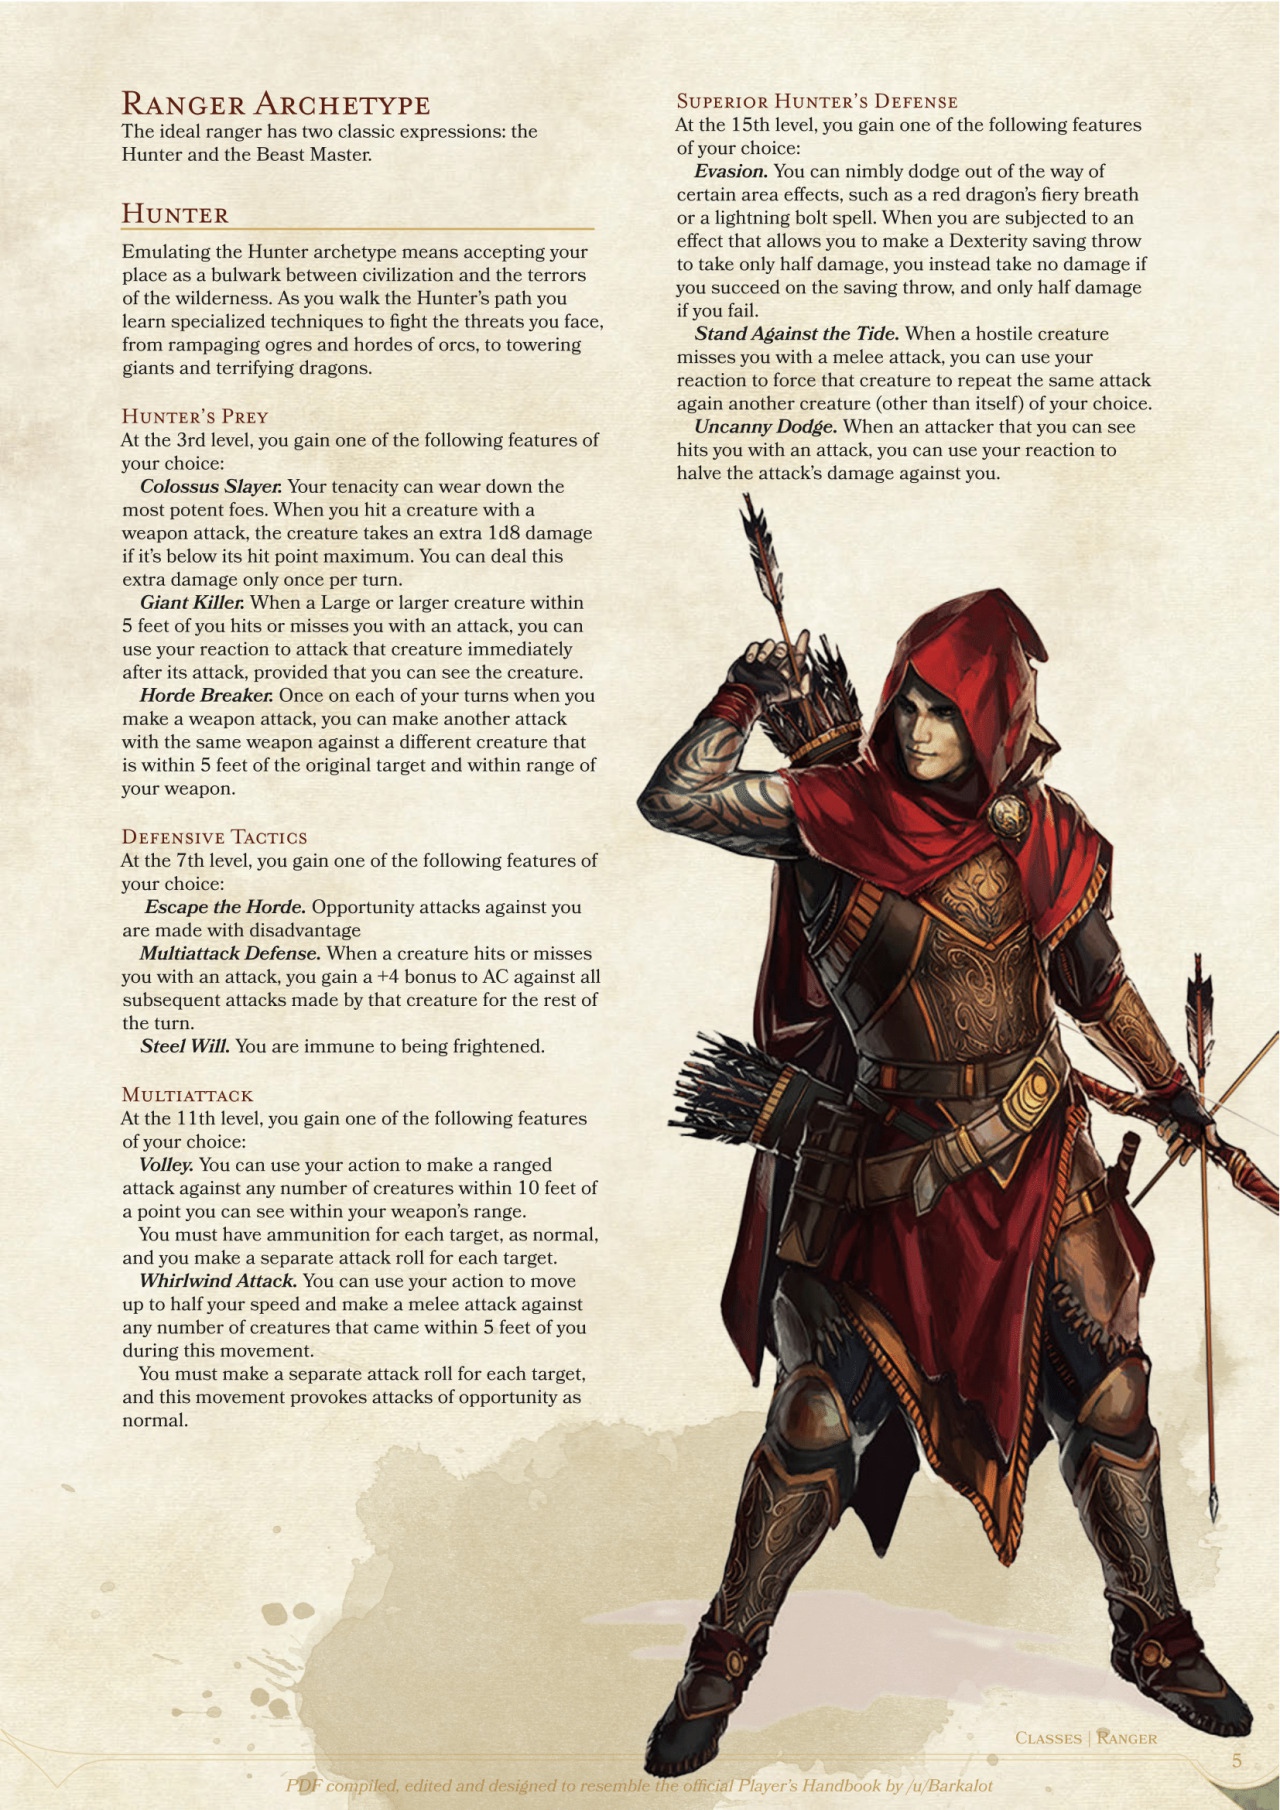 Ranger Archetype
The ideal ranger has two classic expressions: the
Hunter and the Beast Master.
Hunter
Emulating the Hunter archetype means accepting your
place as a bulwark between civilization and the terrors
of the wilderness. As you walk the Hunter's path you
learn specialized techniques to fight the threats you face,
from rampaging ogres and hordes of orcs, to towering
giants and terrifying dragons.
Hunter's Prey
At the 3rd level, you gain one of the following features of
your choice:
Colossus Slayer. Your tenacity can wear down the
most potent foes. When you hit a creature with a
weapon attack, the creature takes an extra 1d8 damage
if it's below its hit point maximum. You can deal this
extra damage only once per turn.
Giant Killer. When a Large or larger creature within
5 feet of you hits or misses you with an attack, you can
use your reaction to attack that creature immediately
after its attack, provided that you can see the creature.
Horde Breaker. Once on each of your turns when you
make a weapon attack, you can make another attack
with the same weapon against a different creature that
is within 5 feet of the original target and within range of
your weapon.
Defensive Tactics
At the 7th level, you gain one of the following features of
your choice:
Escape the Horde. Opportunity attacks against you
are made with disadvantage
Multiattack Defense. When a creature hits or misses
you with an attack, you gain a +4 bonus to AC against all
subsequent attacks made by that creature for the rest of
the turn.
Steel Will. You are immune to being frightened.
Multiattack
At the 11th level, you gain one of the following features
of your choice:
Volley. You can use your action to make a ranged
attack against any number of creatures within 10 feet of
a point you can see within your weapon's range.
You must have ammunition for each target, as normal,
and you make a separate attack roll for each target.
Whirlwind Attack. You can use your action to move
up to half your speed and make a melee attack against
any number of creatures that came within 5 feet of you
during this movement.
You must make a separate attack roll for each target,
and this movement provokes attacks of opportunity as
normal.
Superior Hunter's Defense
At the 15th level, you gain one of the following features
of your choice:
Evasion. You can nimbly dodge out of the way of
certain area effects, such as a red dragon's fiery breath
or a lightning bolt spell. When you are subjected to an
effect that allows you to make a Dexterity saving throw
to take only half damage, you instead take no damage if
you succeed on the saving throw, and only half damage
if you fail.
Stand Against the Tide. When a hostile creature
misses you with a melee attack, you can use your
reaction to force that creature to repeat the same attack
again another creature (other than itself) of your choice.
Uncanny Dodge. When an attacker that you can see
hits you with an attack, you can use your reaction to
halve the attack's damage against you.
Classes | Ranger
5
PDF compiled, edited and designed to resemble the official Player's Handbook by /u/Barkalot